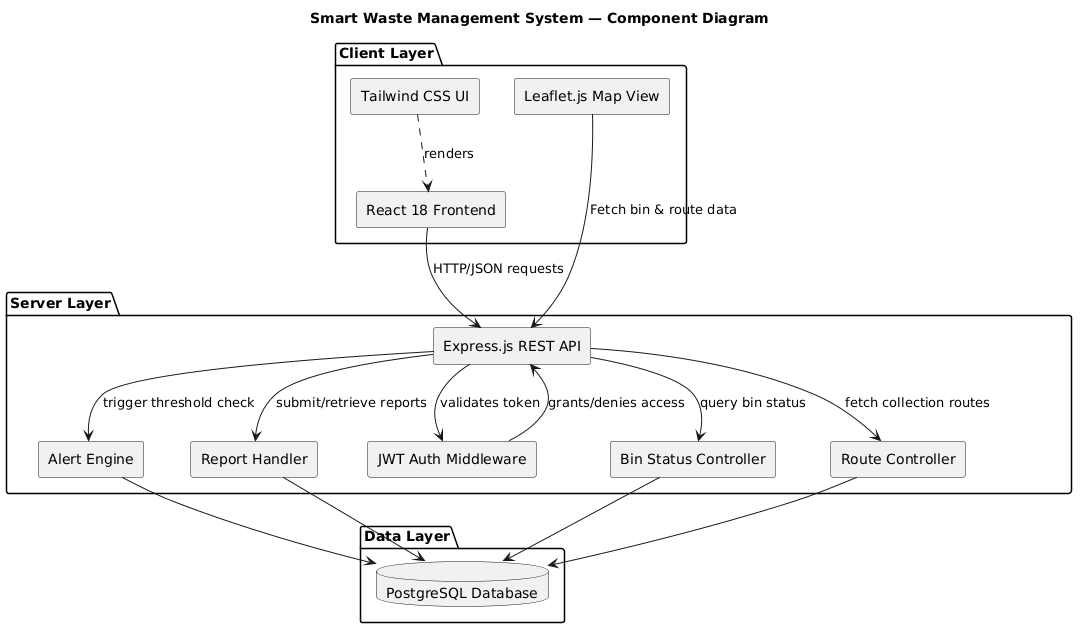 Smart Waste Management System — Component Diagram
Client Layer
Tailwind CSS UI
Leaflet.js Map View
renders
React 18 Frontend
Fetch bin & route data
HTTP/JSON requests
Server Layer
Express.js REST API
trigger threshold check
submit/retrieve reports
validates token
grants/denies access
query bin status
fetch collection routes
Alert Engine
Report Handler
JWT Auth Middleware
Bin Status Controller
Route Controller
Data Layer
PostgreSQL Database